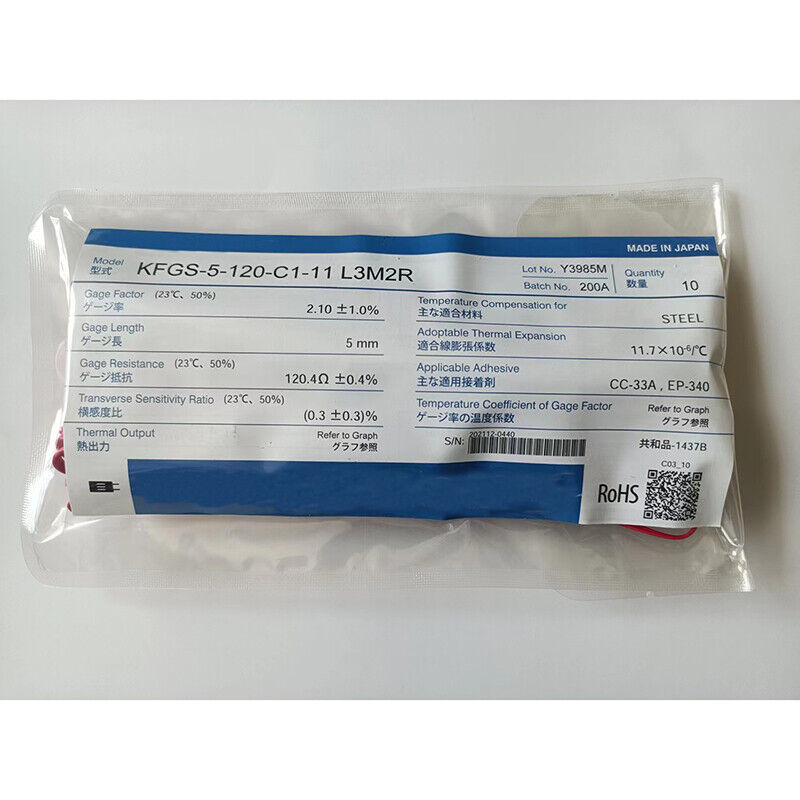 MADE IN JAPAN
Model
型式
KFGS-5-120-C1-11 L3M2R
Lot No. Y3985M
Batch No. 200A
Quantity
数量
10
Gage Factor (23℃, 50%)
ゲージ率
2.10 ±1.0%
Gage Length
ゲージ長
5 mm
Gage Resistance (23℃, 50%)
ゲージ抵抗
120.4Ω ±0.4%
Transverse Sensitivity Ratio (23℃, 50%)
横感度比
(0.3 ±0.3)%
Thermal Output
熱出力
Refer to Graph
グラフ参照
Temperature Compensation for
主な適合材料
STEEL
Adoptable Thermal Expansion
適合線膨張係数
11.7×10⁻⁶/℃
Applicable Adhesive
主な適用接着剤
CC-33A , EP-340
Temperature Coefficient of Gage Factor
ゲージ率の温度係数
Refer to Graph
グラフ参照
S/N:
202112-0440
共和品-1437B
C03_10
RoHS